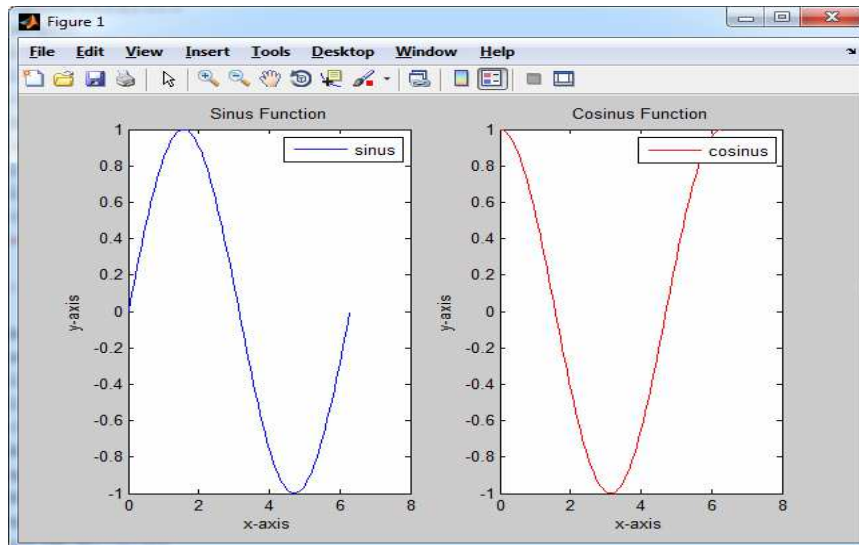 Figure 1
File Edit View Insert Tools Desktop Window Help
Sinus Function
1
0.8
0.6
0.4
0.2
0
-0.2
-0.4
-0.6
-0.8
-1
y-axis
sinus
0 2 4 6 8
x-axis
Cosinus Function
1
0.8
0.6
0.4
0.2
0
-0.2
-0.4
-0.6
-0.8
-1
y-axis
cosinus
0 2 4 6 8
x-axis